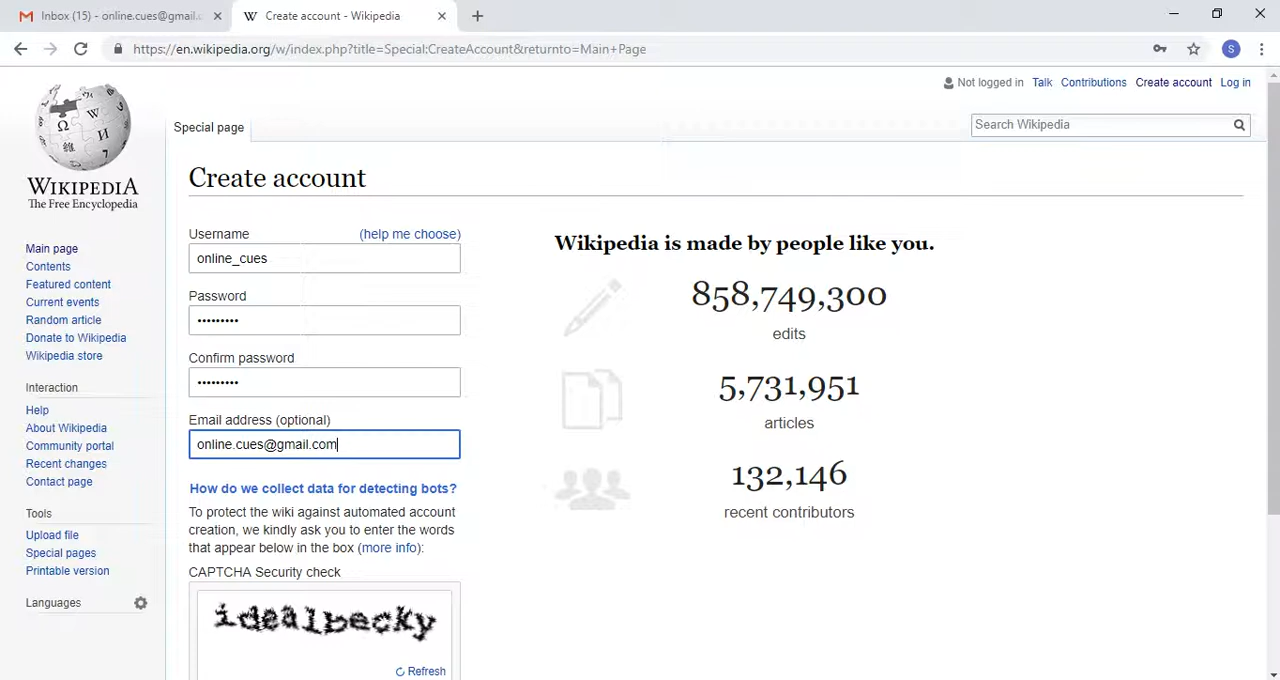 Inbox (15) - online.cues@gmail.c
Create account - Wikipedia
https://en.wikipedia.org/w/index.php?title=Special:CreateAccount&returnto=Main+Page
S
Not logged in Talk Contributions Create account Log in
Special page
Search Wikipedia
WIKIPEDIA
The Free Encyclopedia
Main page
Contents
Featured content
Current events
Random article
Donate to Wikipedia
Wikipedia store
Interaction
Help
About Wikipedia
Community portal
Recent changes
Contact page
Tools
Upload file
Special pages
Printable version
Languages
Create account
Username (help me choose)
online_cues
Password
•••••••••
Confirm password
•••••••••
Email address (optional)
online.cues@gmail.com
How do we collect data for detecting bots?
To protect the wiki against automated account
creation, we kindly ask you to enter the words
that appear below in the box (more info):
CAPTCHA Security check
idealbecky
Refresh
Wikipedia is made by people like you.
858,749,300
edits
5,731,951
articles
132,146
recent contributors